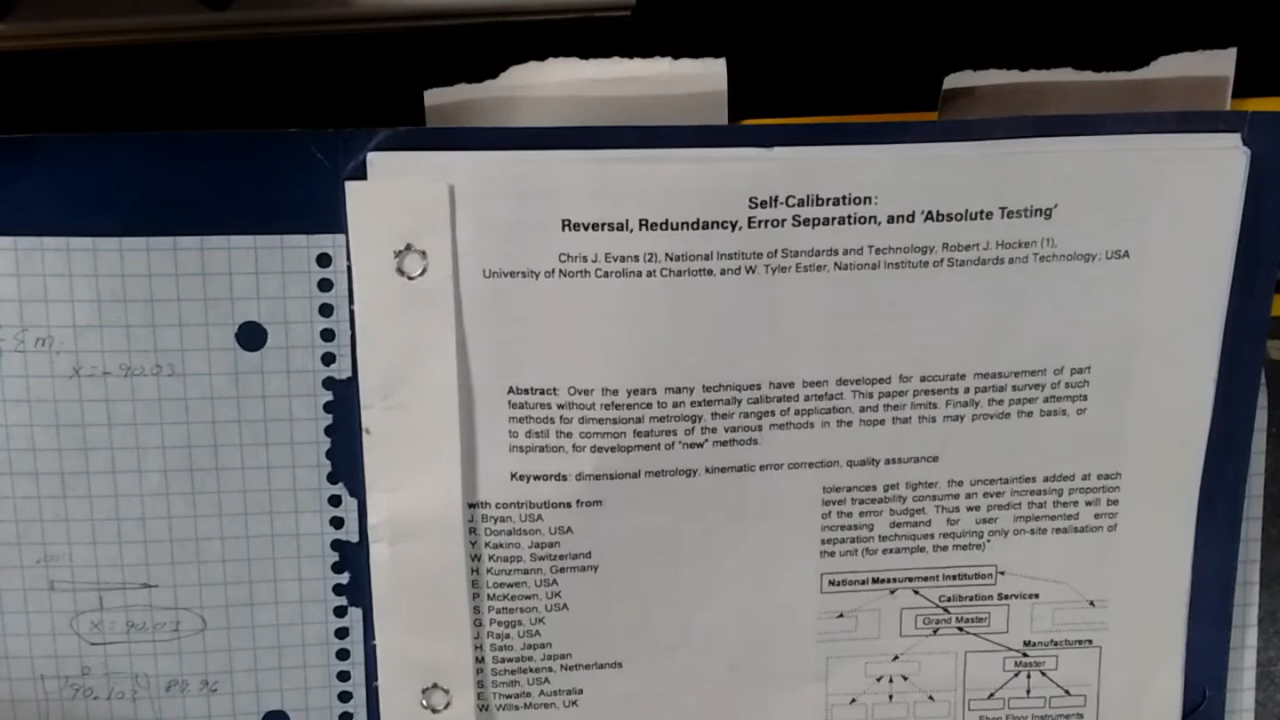 Self-Calibration:
Reversal, Redundancy, Error Separation, and 'Absolute Testing'
Chris J. Evans (2), National Institute of Standards and Technology, Robert J. Hocken (1),
University of North Carolina at Charlotte, and W. Tyler Estler, National Institute of Standards and Technology; USA
Abstract: Over the years many techniques have been developed for accurate measurement of part
features without reference to an externally calibrated artefact. This paper presents a partial survey of such
methods for dimensional metrology, their ranges of application, and their limits. Finally, the paper attempts
to distil the common features of the various methods in the hope that this may provide the basis, or
inspiration, for development of "new" methods.
Keywords: dimensional metrology, kinematic error correction, quality assurance
with contributions from:
J. Bryan, USA
R. Donaldson, USA
Y. Kakino, Japan
W. Knapp, Switzerland
H. Kunzmann, Germany
E. Loewen, USA
P. McKeown, UK
S. Patterson, USA
G. Peggs, UK
J. Raja, USA
H. Sato, Japan
M. Sawabe, Japan
P. Schellekens, Netherlands
S. Smith, USA
E. Thwaite, Australia
W. Wills-Moren, UK
tolerances get tighter, the uncertainties added at each
level traceability consume an ever increasing proportion
of the error budget. Thus we predict that there will be
increasing demand for user implemented error
separation techniques requiring only on-site realisation of
the unit (for example, the metre)"
National Measurement Institution
Calibration Services
Grand Master
Manufacturers
Master
Shop Floor Instruments
x = -90.03
x = 90.03